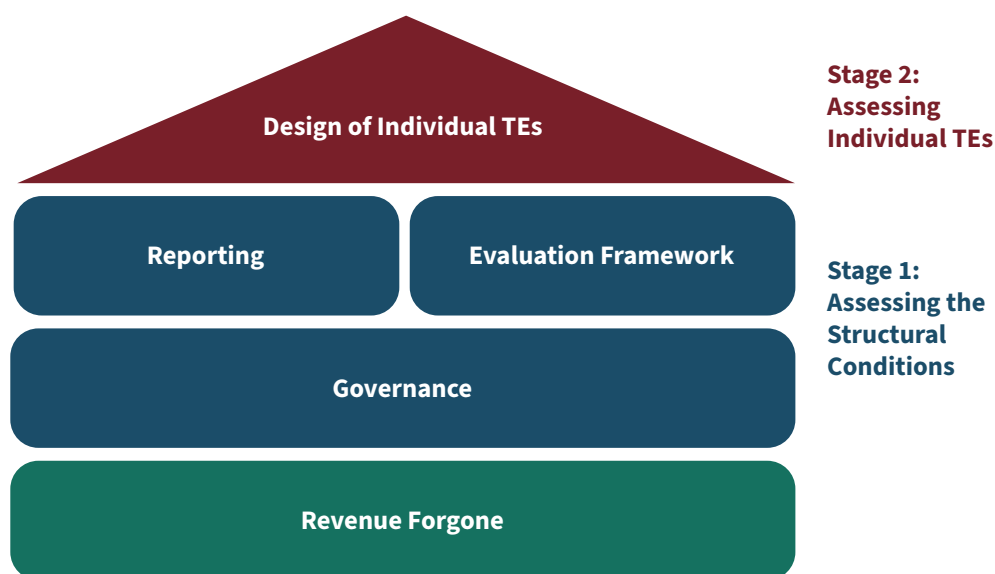 Design of Individual TEs
Stage 2:
Assessing
Individual TEs
Reporting
Evaluation Framework
Stage 1:
Assessing the
Structural
Conditions
Governance
Revenue Forgone